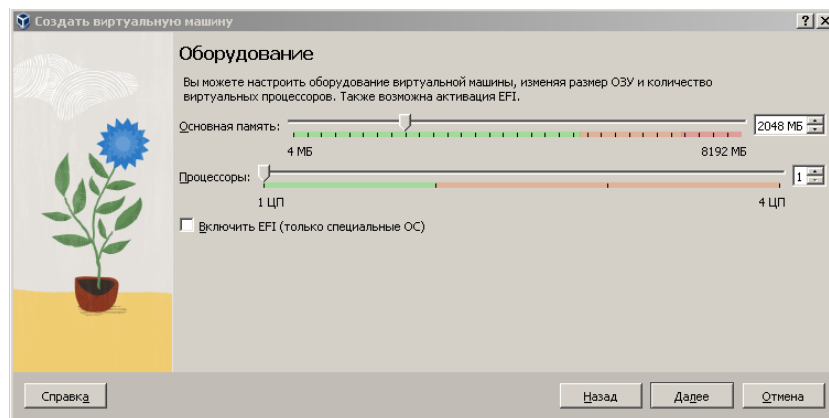 Создать виртуальную машину
Оборудование
Вы можете настроить оборудование виртуальной машины, изменяя размер ОЗУ и количество
виртуальных процессоров. Также возможна активация EFI.
Основная память: 2048 МБ
4 МБ 8192 МБ
Процессоры: 1
1 ЦП 4 ЦП
Включить EFI (только специальные ОС)
Справка Назад Далее Отмена